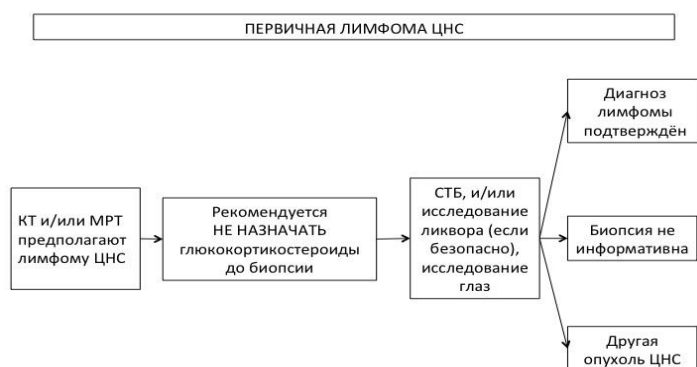 ПЕРВИЧНАЯ ЛИМФОМА ЦНС
КТ и/или МРТ
предполагают
лимфому ЦНС
Рекомендуется
НЕ НАЗНАЧАТЬ
глюкокортикостероиды
до биопсии
СТБ, и/или
исследование
ликвора (если
безопасно),
исследование
глаз
Диагноз
лимфомы
подтверждён
Биопсия не
информативна
Другая
опухоль ЦНС